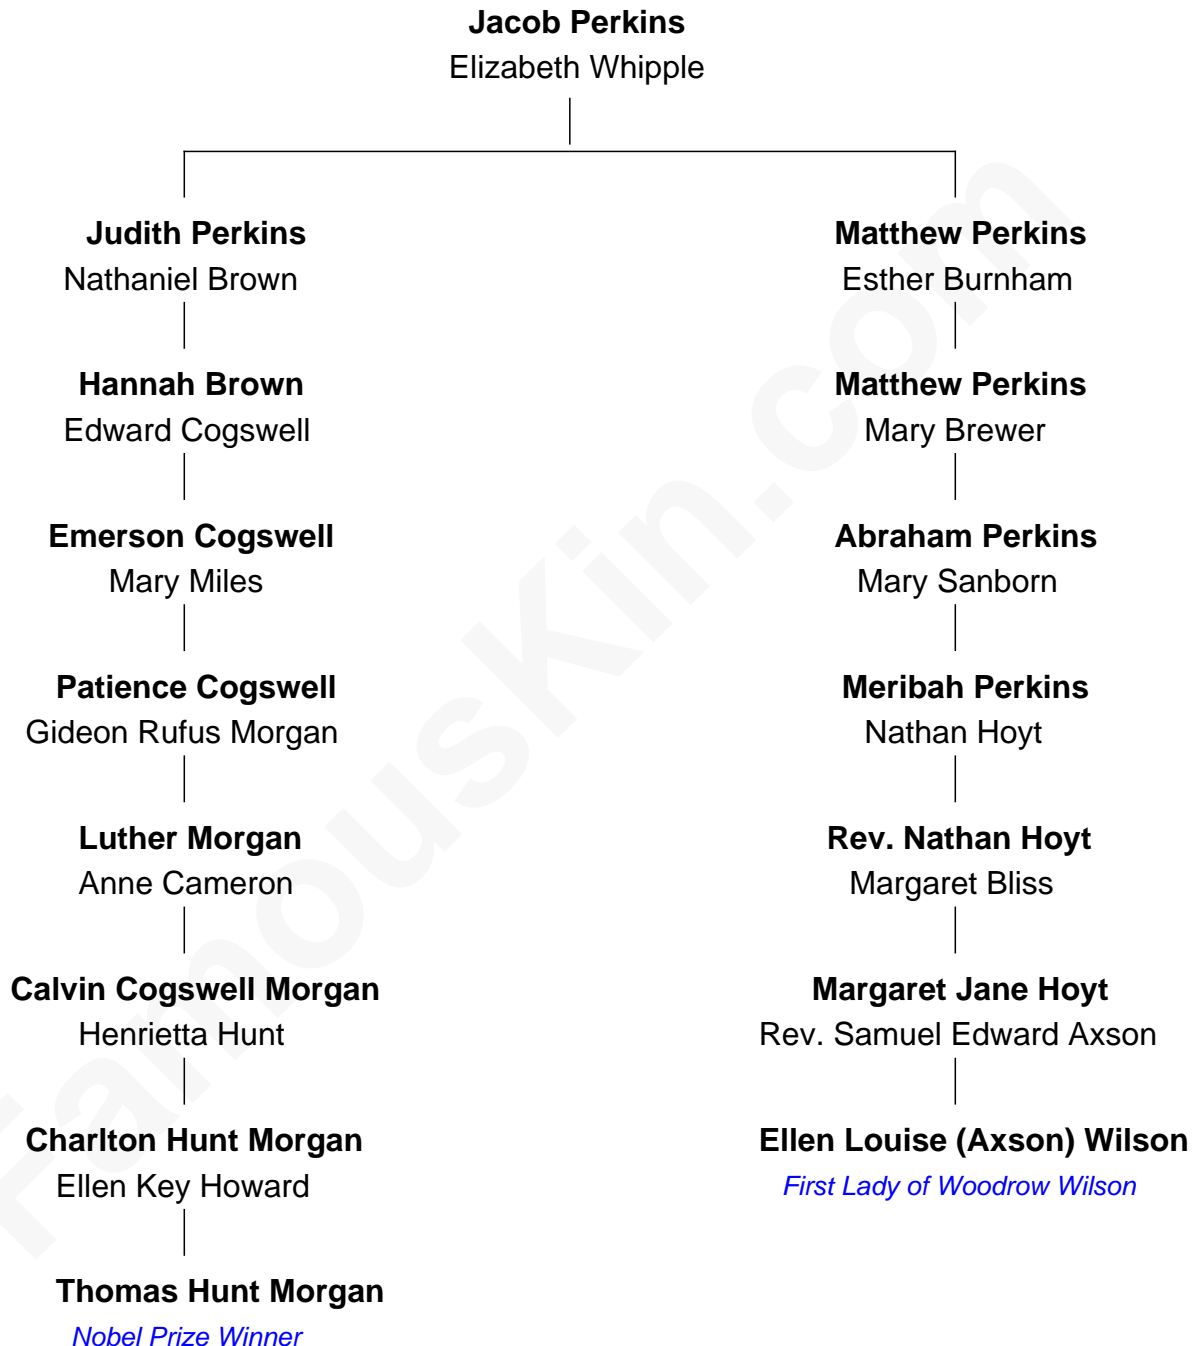 Jacob Perkins
Elizabeth Whipple
Judith Perkins
Nathaniel Brown
Hannah Brown
Edward Cogswell
Emerson Cogswell
Mary Miles
Patience Cogswell
Gideon Rufus Morgan
Luther Morgan
Anne Cameron
Calvin Cogswell Morgan
Henrietta Hunt
Charlton Hunt Morgan
Ellen Key Howard
Thomas Hunt Morgan
Nobel Prize Winner
Matthew Perkins
Esther Burnham
Matthew Perkins
Mary Brewer
Abraham Perkins
Mary Sanborn
Meribah Perkins
Nathan Hoyt
Rev. Nathan Hoyt
Margaret Bliss
Margaret Jane Hoyt
Rev. Samuel Edward Axson
Ellen Louise (Axson) Wilson
First Lady of Woodrow Wilson
FamousKin.com